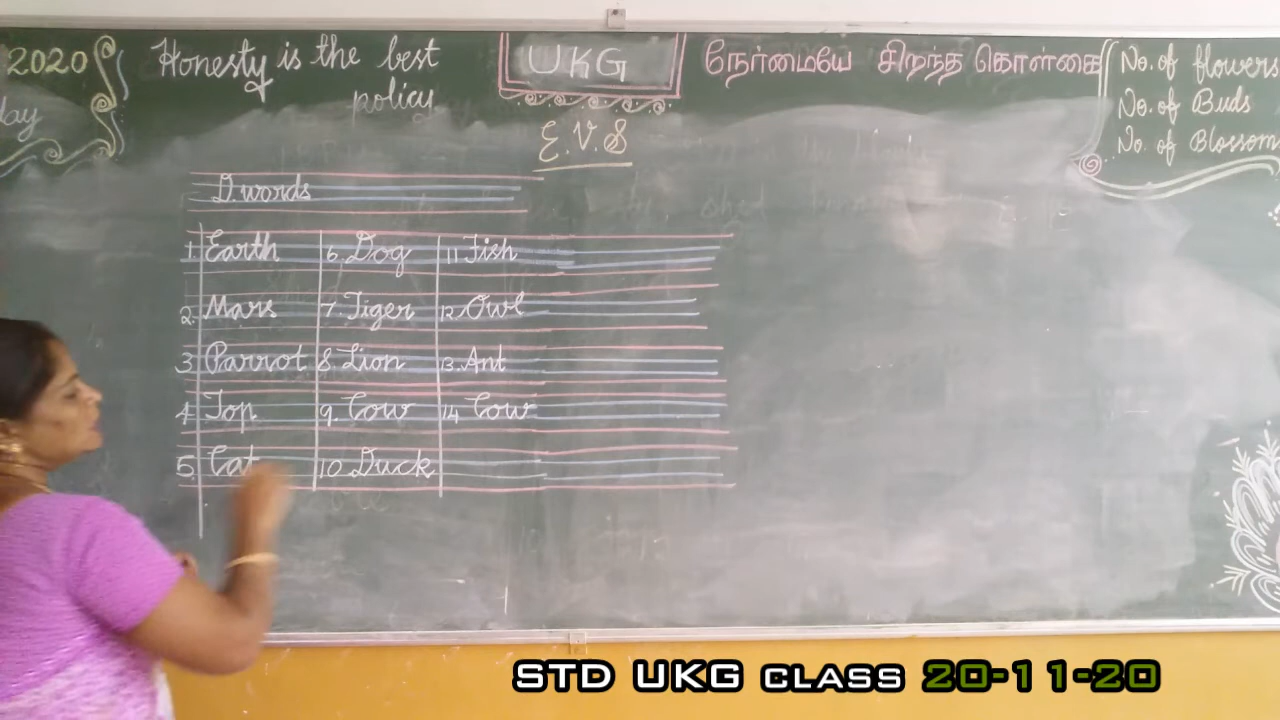 2020
day
Honesty is the best
policy
UKG
E.V.S
நேர்மையே சிறந்த கொள்கை
No. of flowers
No. of Buds
No. of Blossom
D.words
1. Earth 6. Dog 11 Fish
2. Mars 7. Tiger 12. Owl
3 Parrot 8. Lion 13. Ant
4. Top 9. Cow 14. Cow
5. Cat 10. Duck
STD UKG CLASS 20-11-20